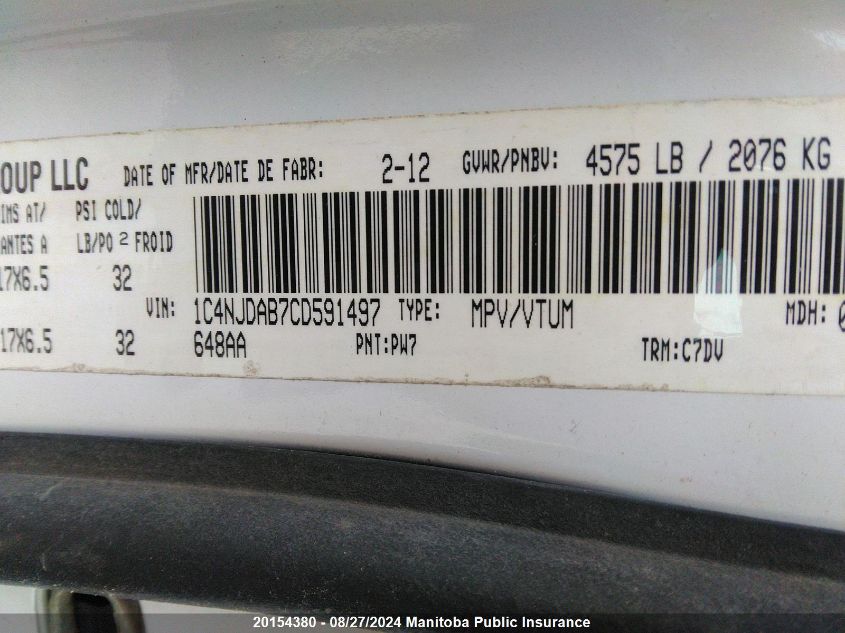 OUP LLC DATE OF MFR/DATE DE FABR: 2-12 GVWR/PNBV: 4575 LB / 2076 KG
IMS AT/ PSI COLD/
ANTES A LB/PO 2 FROID
17X6.5 32
VIN: 1C4NJDAB7CD591497 TYPE: MPV/VTUM MDH: 0
17X6.5 32 648AA PNT:PW7 TRM:C7DV
20154380 - 08/27/2024 Manitoba Public Insurance